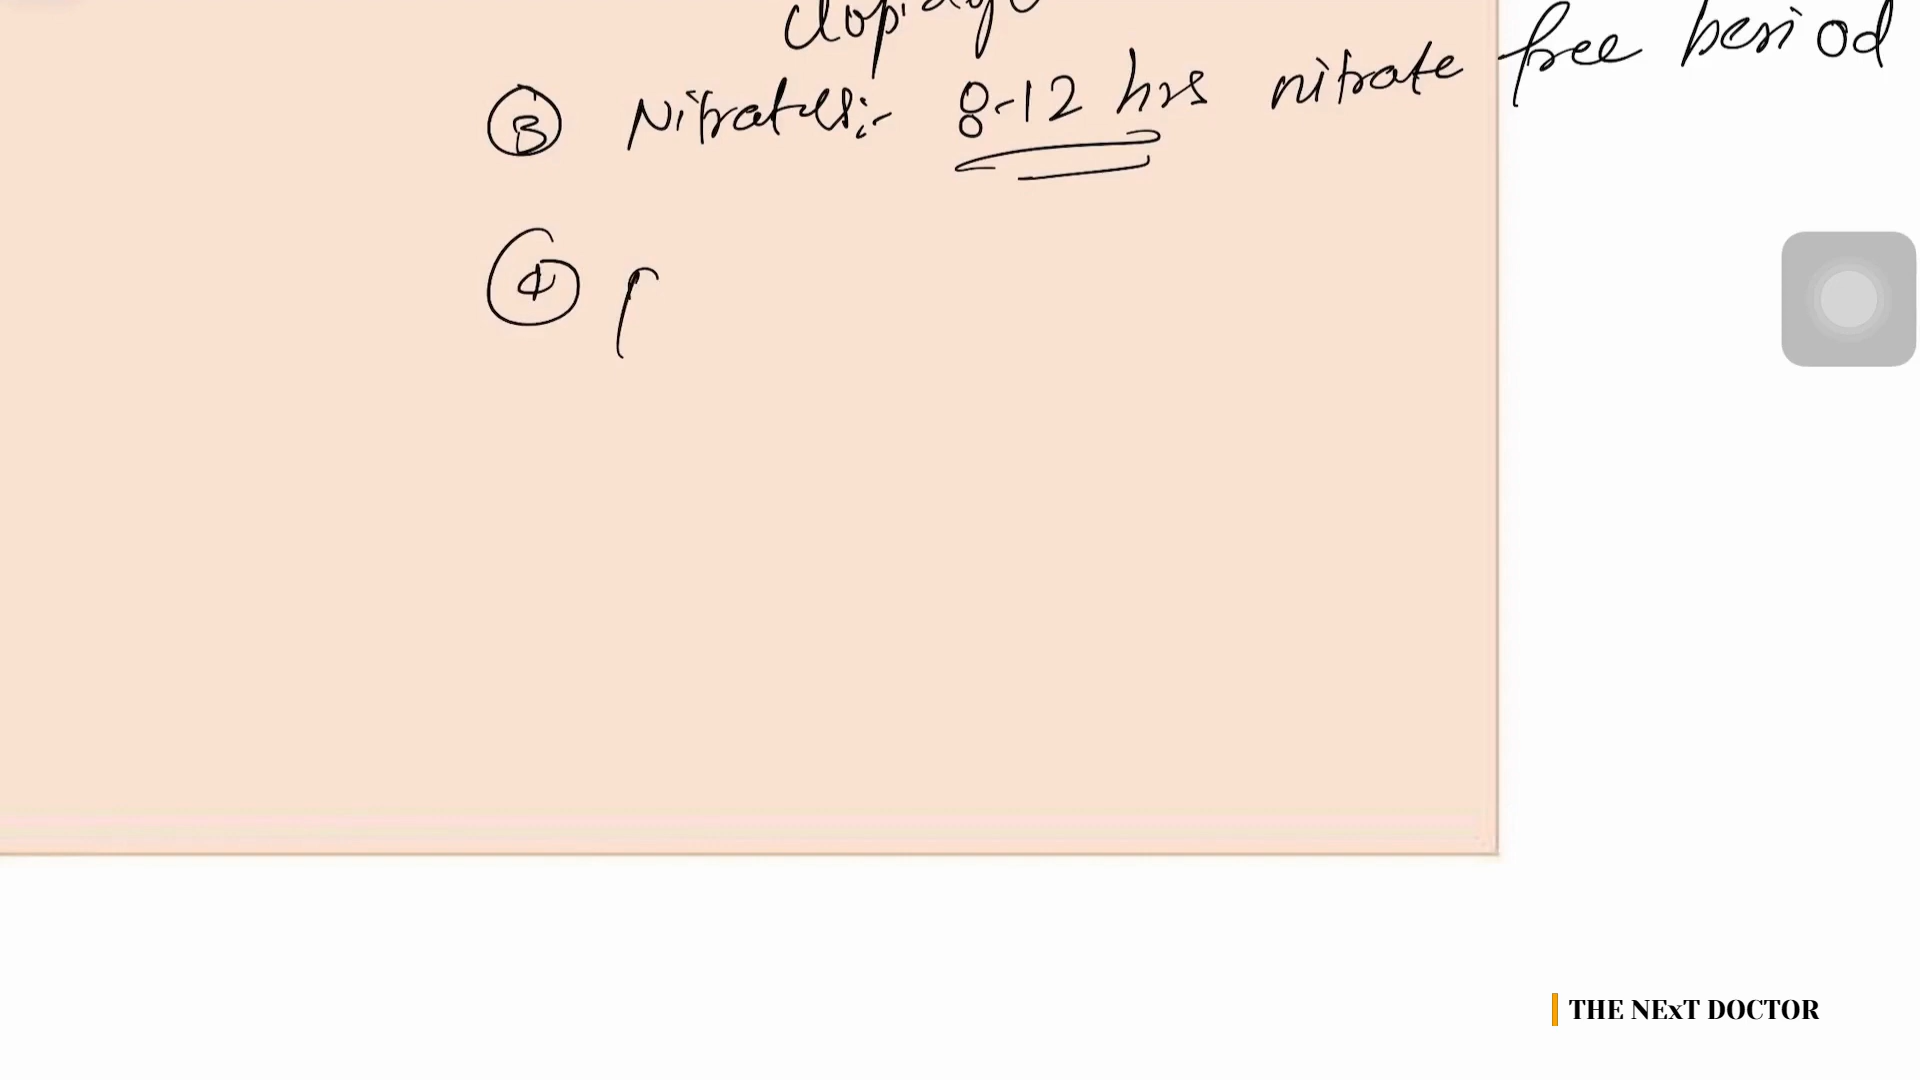 ③ Nitrates:- 8-12 hrs nitrate free period
④
THE NExT DOCTOR